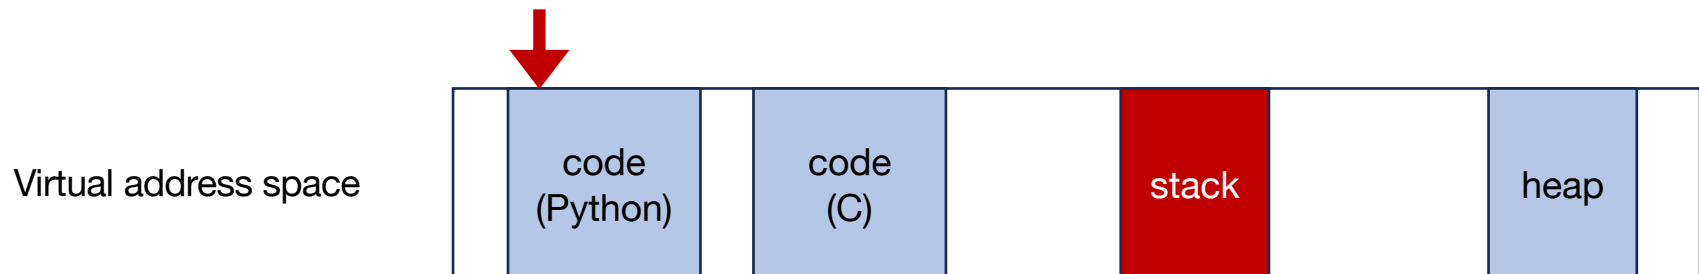 Virtual address space
code
(Python)
code
(C)
stack
heap